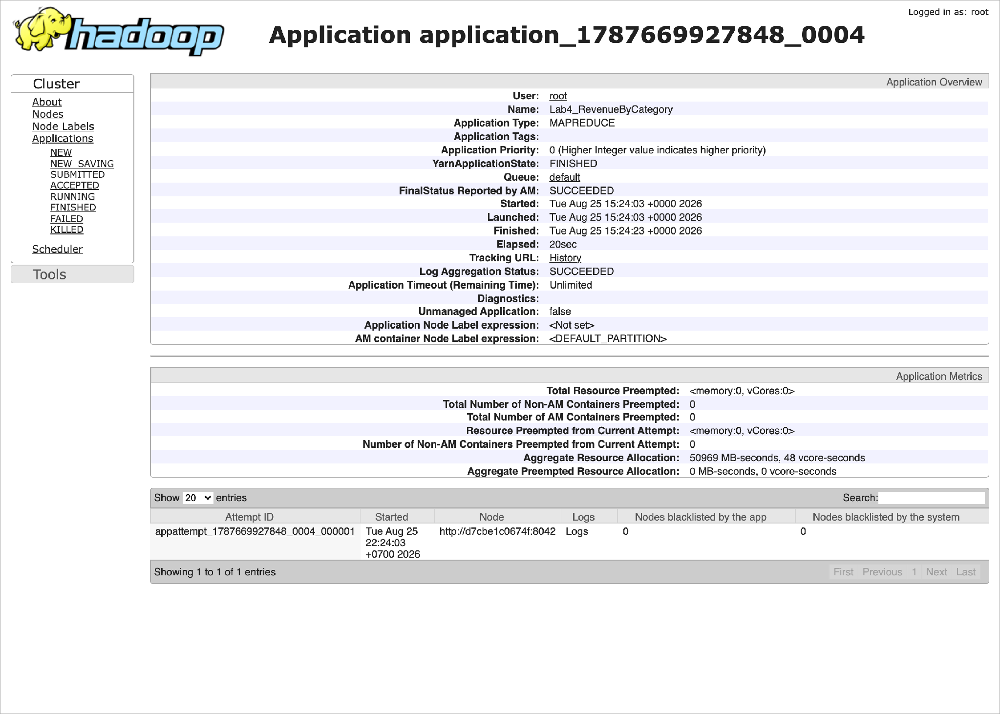 Logged in as: root
hadoop
Application application_1787669927848_0004
Cluster
About
Nodes
Node Labels
Applications
NEW
NEW_SAVING
SUBMITTED
ACCEPTED
RUNNING
FINISHED
FAILED
KILLED
Scheduler
Tools
Application Overview
User: root
Name: Lab4_RevenueByCategory
Application Type: MAPREDUCE
Application Tags:
Application Priority: 0 (Higher Integer value indicates higher priority)
YarnApplicationState: FINISHED
Queue: default
FinalStatus Reported by AM: SUCCEEDED
Started: Tue Aug 25 15:24:03 +0000 2026
Launched: Tue Aug 25 15:24:03 +0000 2026
Finished: Tue Aug 25 15:24:23 +0000 2026
Elapsed: 20sec
Tracking URL: History
Log Aggregation Status: SUCCEEDED
Application Timeout (Remaining Time): Unlimited
Diagnostics:
Unmanaged Application: false
Application Node Label expression: <Not set>
AM container Node Label expression: <DEFAULT_PARTITION>
Application Metrics
Total Resource Preempted: <memory:0, vCores:0>
Total Number of Non-AM Containers Preempted: 0
Total Number of AM Containers Preempted: 0
Resource Preempted from Current Attempt: <memory:0, vCores:0>
Number of Non-AM Containers Preempted from Current Attempt: 0
Aggregate Resource Allocation: 50969 MB-seconds, 48 vcore-seconds
Aggregate Preempted Resource Allocation: 0 MB-seconds, 0 vcore-seconds
Show 20 entries Search:
Attempt ID Started Node Logs Nodes blacklisted by the app Nodes blacklisted by the system
appattempt_1787669927848_0004_000001 Tue Aug 25 http://d7cbe1c0674f:8042 Logs 0 0
22:24:03
+0700 2026
Showing 1 to 1 of 1 entries First Previous 1 Next Last